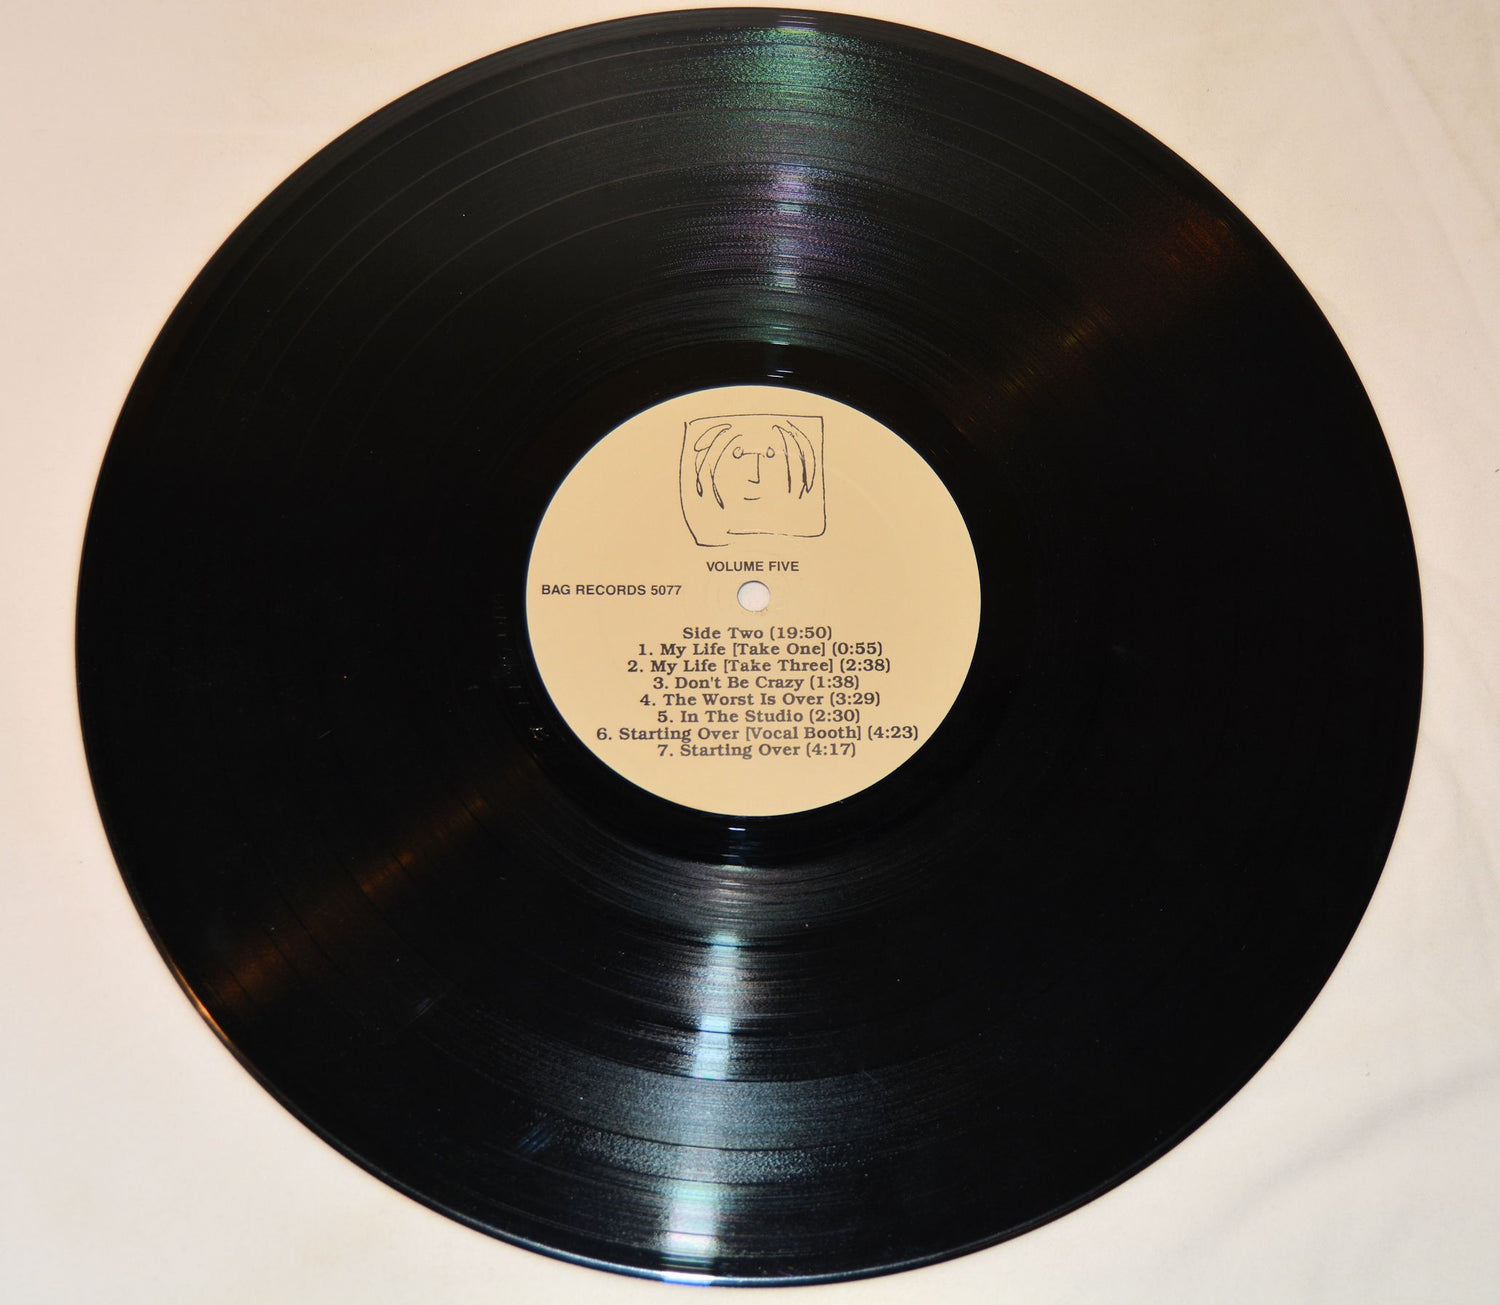 VOLUME FIVE
BAG RECORDS 5077
Side Two (19:50)
1. My Life [Take One] (0:55)
2. My Life [Take Three] (2:38)
3. Don't Be Crazy (1:38)
4. The Worst Is Over (3:29)
5. In The Studio (2:30)
6. Starting Over [Vocal Booth] (4:23)
7. Starting Over (4:17)